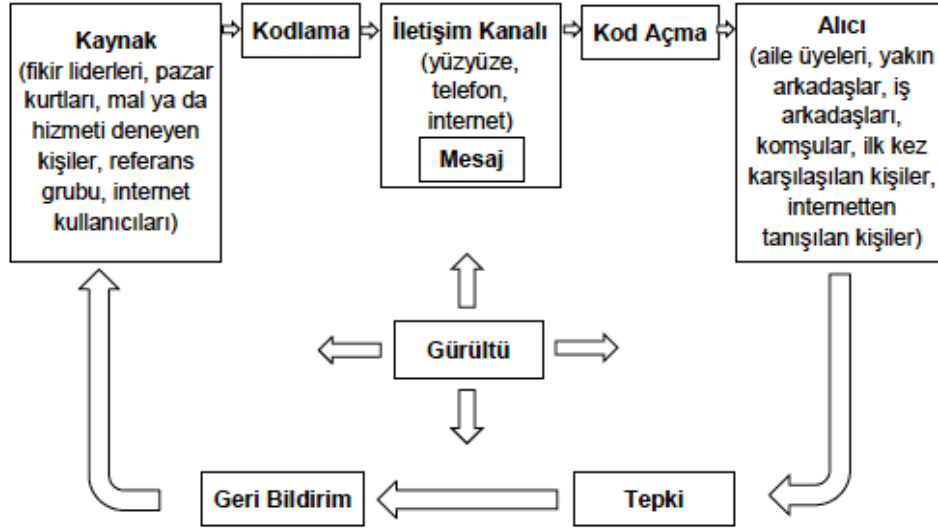 Kaynak
(fikir liderleri, pazar
kurtları, mal ya da
hizmeti deneyen
kişiler, referans
grubu, internet
kullanıcıları)
Kodlama
İletişim Kanalı
(yüzyüze,
telefon,
internet)
Mesaj
Kod Açma
Alıcı
(aile üyeleri, yakın
arkadaşlar, iş
arkadaşları,
komşular, ilk kez
karşılaşılan kişiler,
internetten
tanışılan kişiler)
Gürültü
Geri Bildirim
Tepki